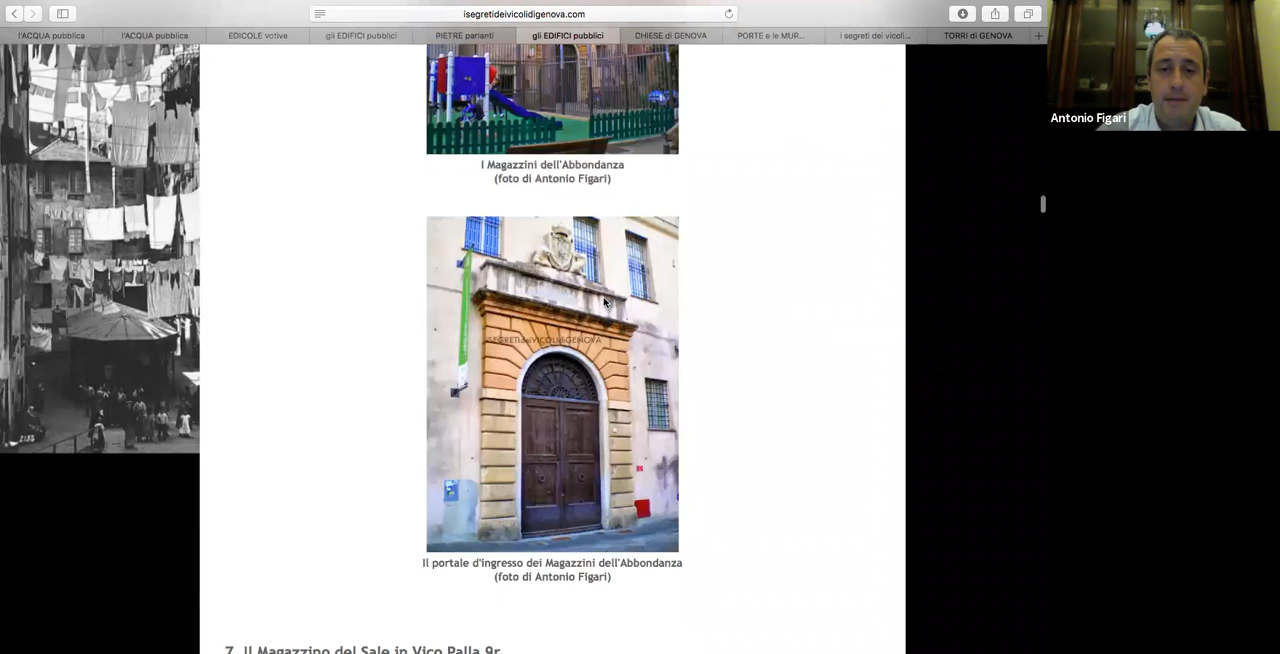 isegretideivicolidigenova.com
l'ACQUA pubblica
l'ACQUA pubblica
EDICOLE votive
gli EDIFICI pubblici
PIETRE parlanti
gli EDIFICI pubblici
CHIESE di GENOVA
PORTE e le MUR...
i segreti dei vicoli...
TORRI di GENOVA
Antonio Figari
I Magazzini dell'Abbondanza
(foto di Antonio Figari)
iSEGRETIdeiVICOLIdiGENOVA
Il portale d'ingresso dei Magazzini dell'Abbondanza
(foto di Antonio Figari)
7. Il Magazzino del Sale in Vico Palla 9r